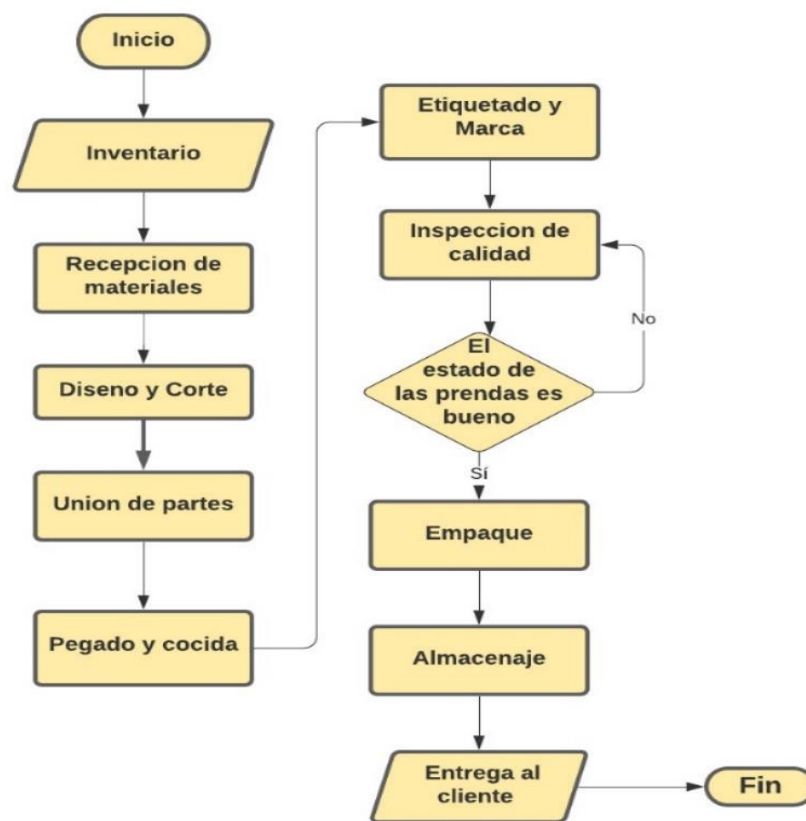 Inicio
Inventario
Recepcion de
materiales
Diseno y Corte
Union de partes
Pegado y cocida
Etiquetado y
Marca
Inspeccion de
calidad
No
El
estado de
las prendas es
bueno
Sí
Empaque
Almacenaje
Entrega al
cliente
Fin